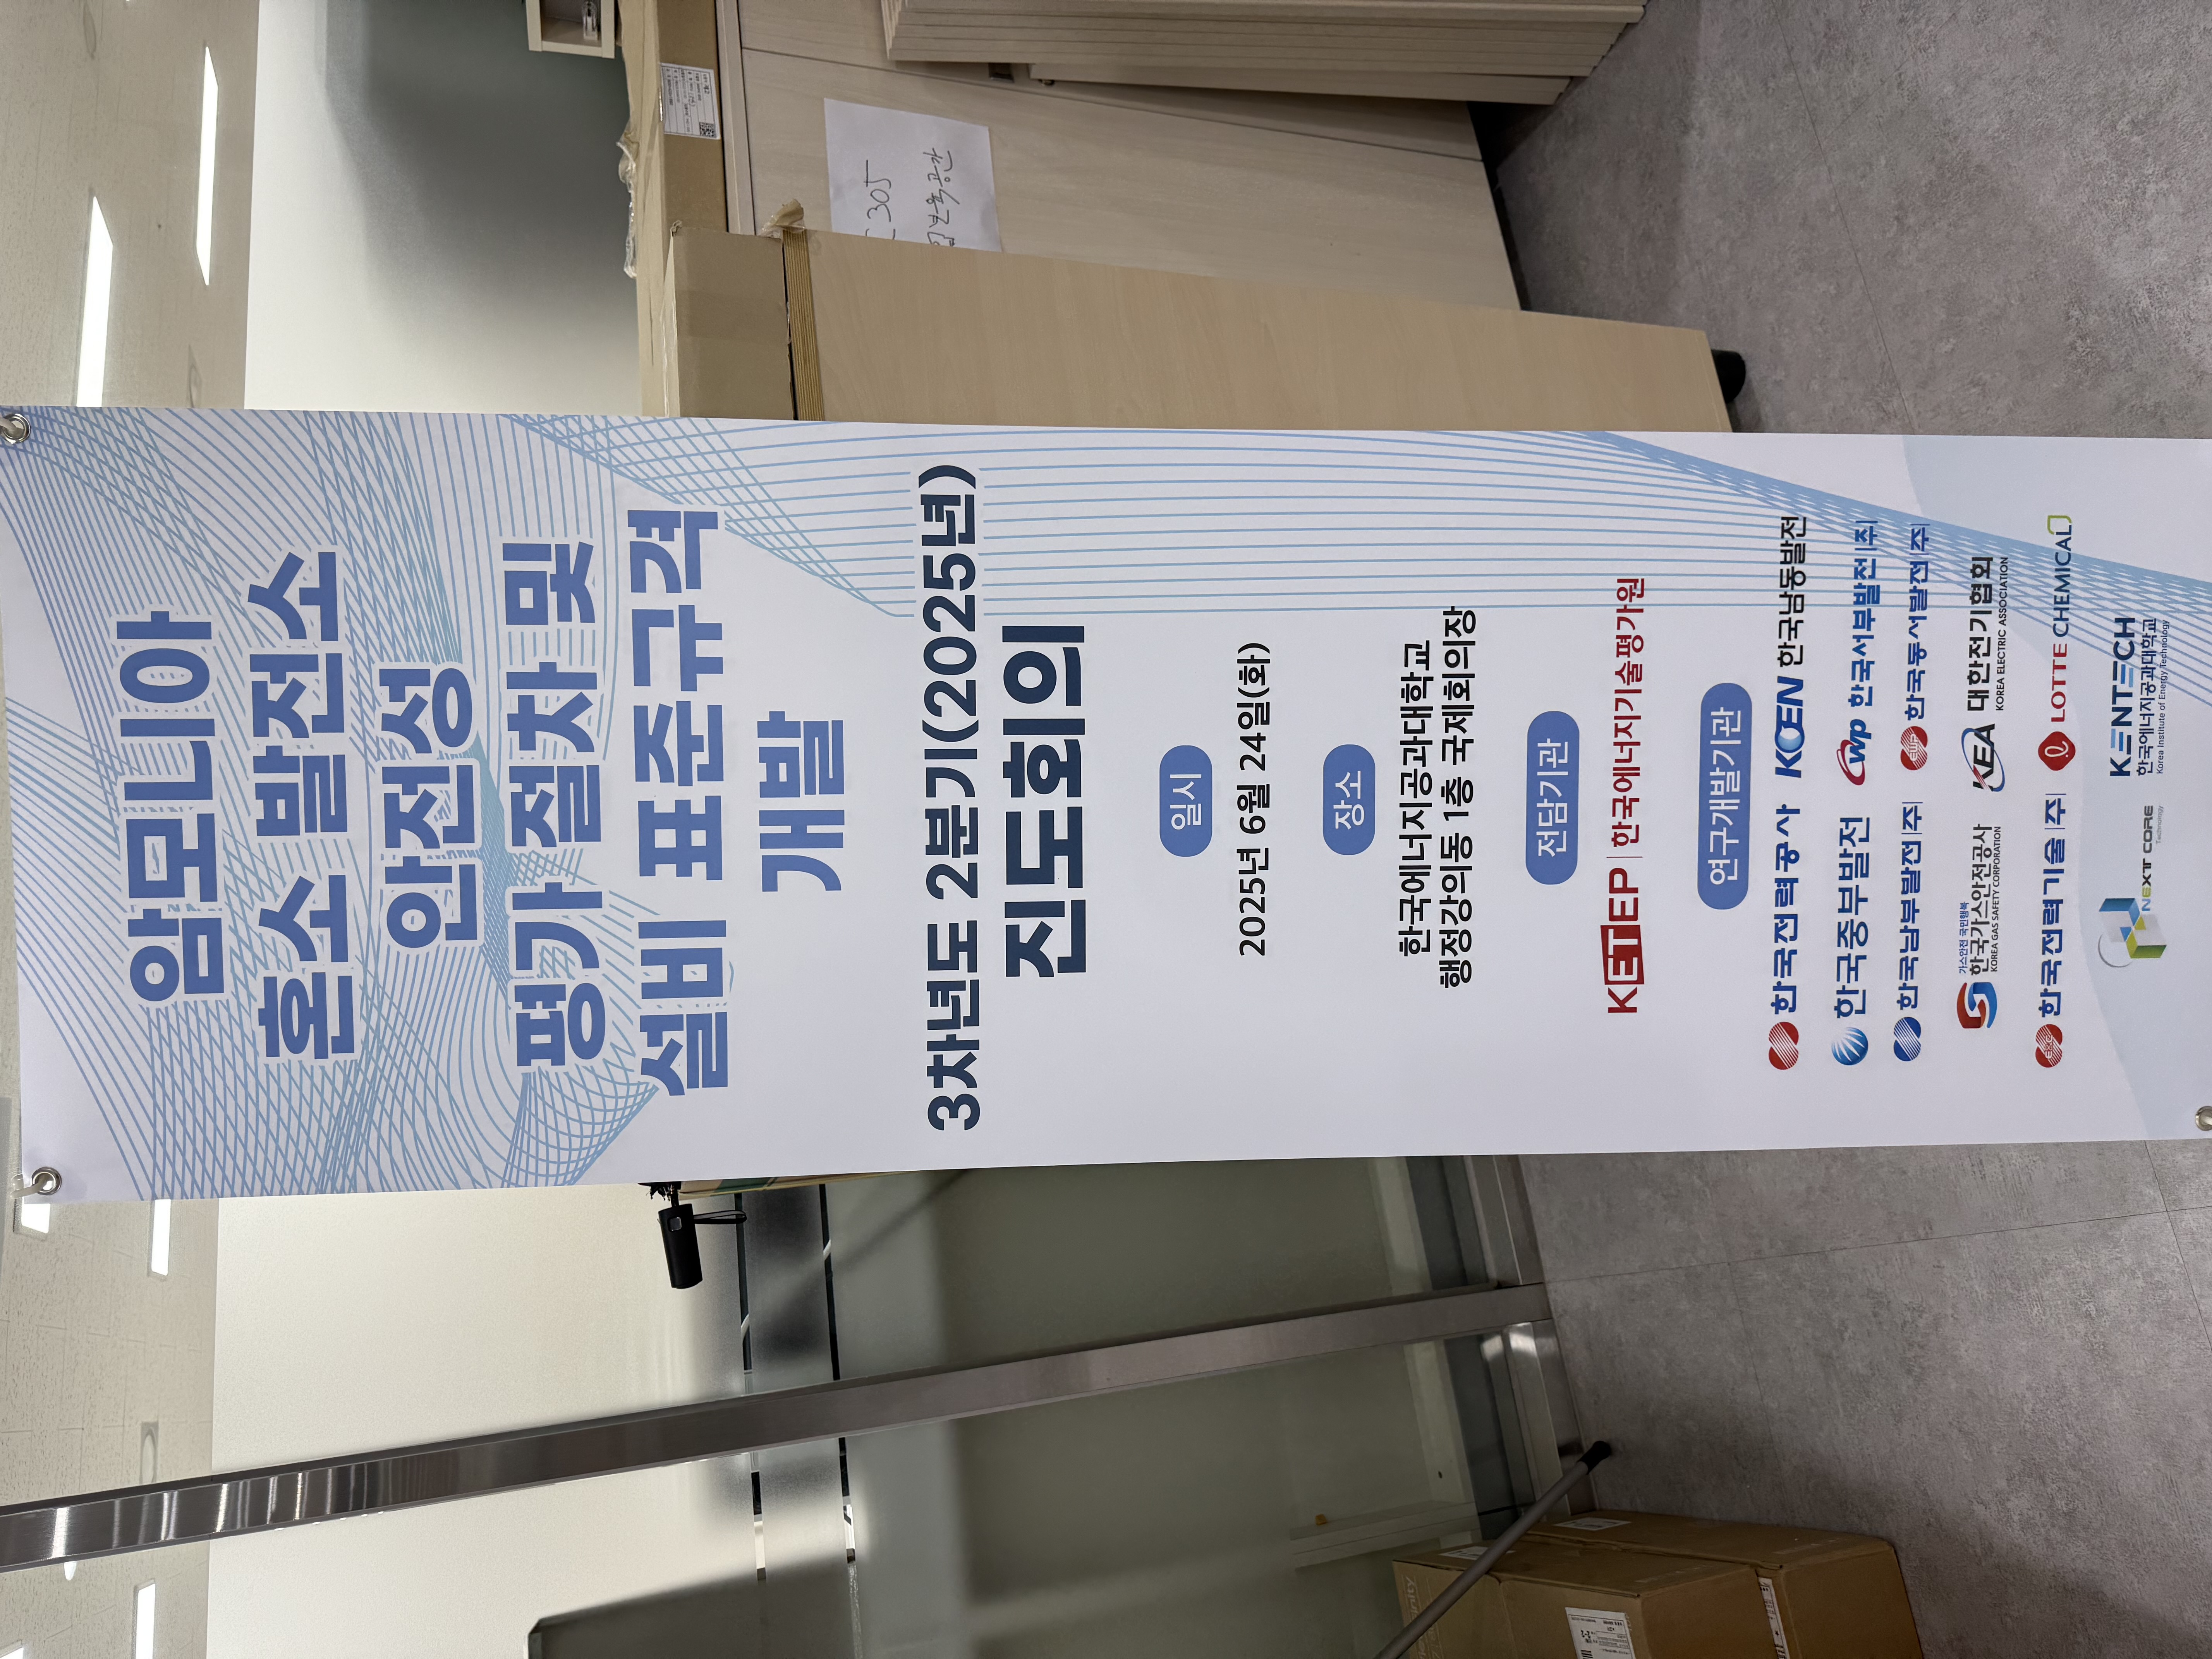 암모니아
혼소 발전소
안전성
평가 절차 및
설비 표준규격
개발
3차년도 2분기(2025년)
진도회의
일시
2025년 6월 24일(화)
장소
한국에너지공과대학교
행정강의동 1층 국제회의장
전담기관
KETEP | 한국에너지기술평가원
연구개발기관
한국전력공사 KOEN 한국남동발전
한국중부발전 WP 한국서부발전|주|
한국남부발전|주| EWP 한국동서발전|주|
가스안전 국민행복
한국가스안전공사 KEA 대한전기협회
KOREA GAS SAFETY CORPORATION KOREA ELECTRIC ASSOCIATION
한국전력기술|주| LOTTE CHEMICAL
NEXT CORE Technology
KENTECH
한국에너지공과대학교
Korea Institute of Energy Technology
305